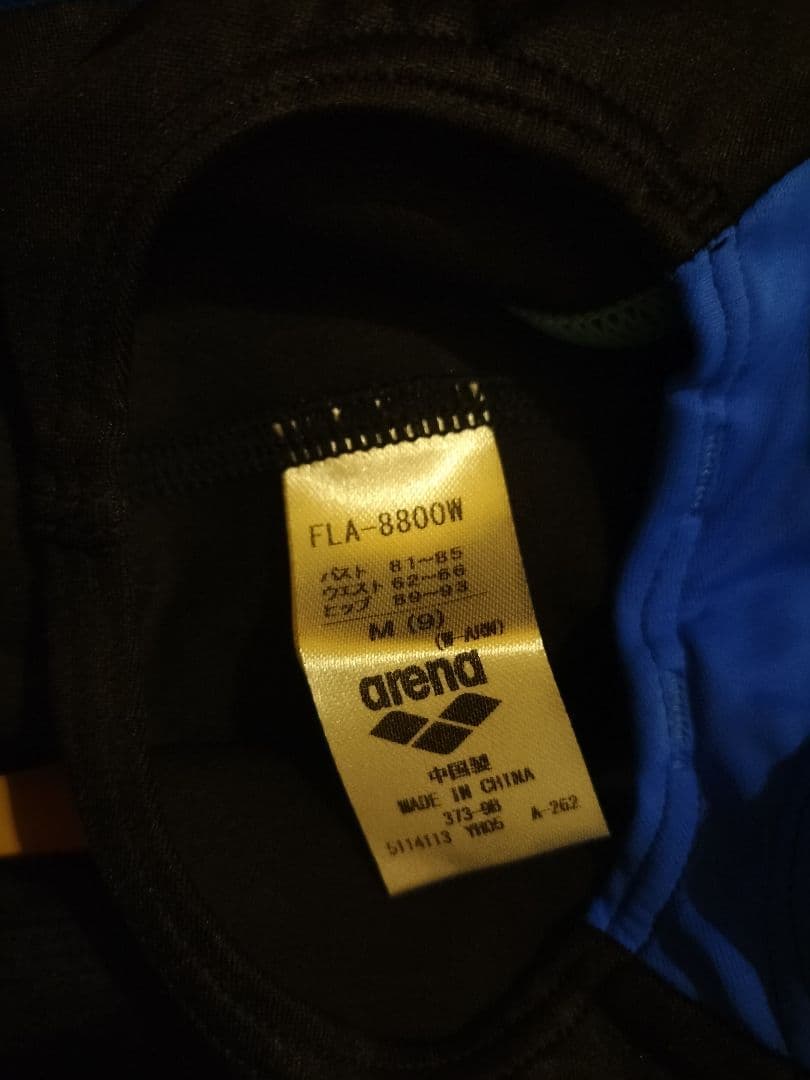 FLA-8800W
バスト 81~85
ウエスト 62~66
ヒップ 89~93
M (9)
(W-ARN)
arena
中国製
MADE IN CHINA
373-9B
5114113 YH05 A-262